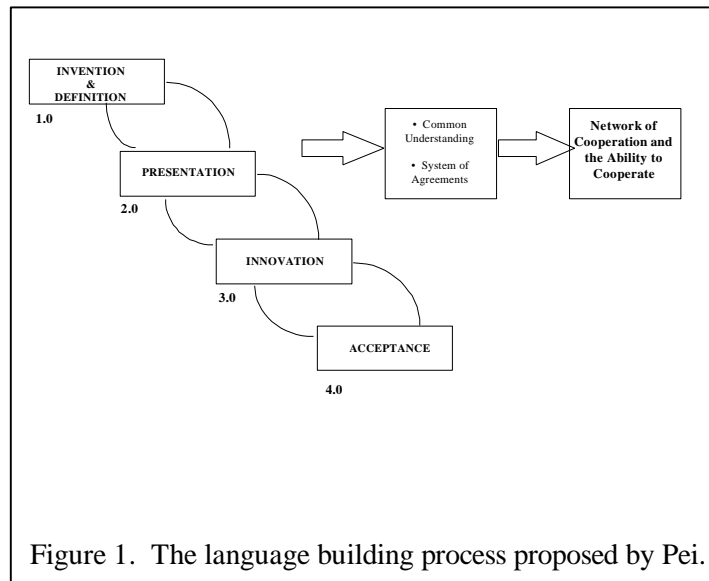 INVENTION
&
DEFINITION
1.0
PRESENTATION
2.0
INNOVATION
3.0
ACCEPTANCE
4.0
• Common
Understanding
• System of
Agreements
Network of
Cooperation and
the Ability to
Cooperate
Figure 1. The language building process proposed by Pei.